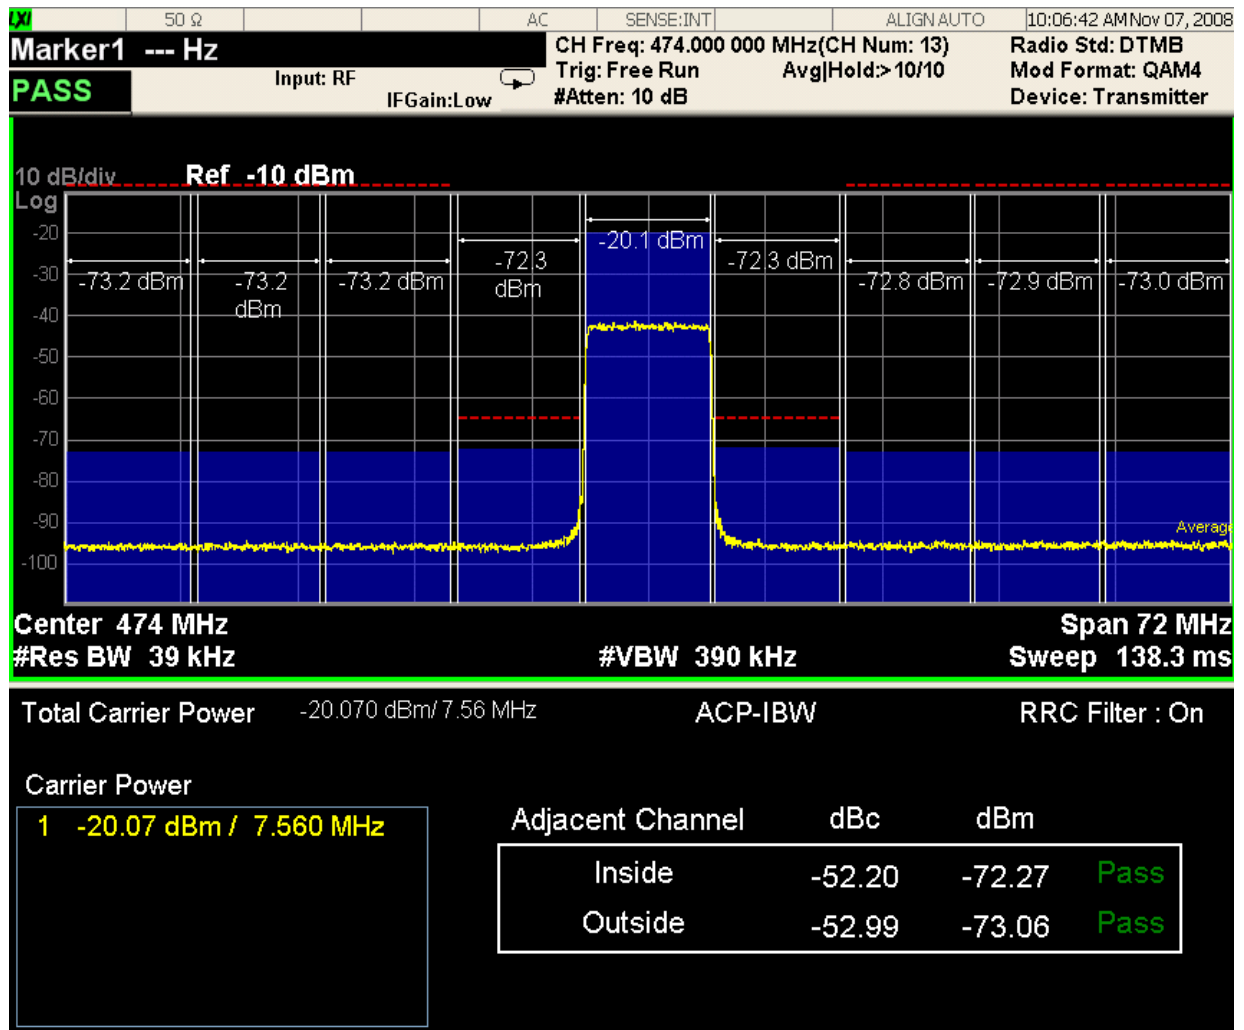 LXI 50 Ω AC SENSE:INT ALIGN AUTO 10:06:42 AM Nov 07, 2008
Marker1 --- Hz
CH Freq: 474.000 000 MHz(CH Num: 13) Radio Std: DTMB
Input: RF Trig: Free Run Avg|Hold:>10/10 Mod Format: QAM4
PASS
IFGain:Low #Atten: 10 dB Device: Transmitter
10 dB/div Ref -10 dBm
Log
-20
-20.1 dBm
-72.3 dBm
-72.3 dBm
-30
-73.2 dBm
-73.2 dBm
-73.2 dBm
-72.8 dBm
-72.9 dBm
-73.0 dBm
-40
-50
-60
-70
-80
-90
Average
-100
Center 474 MHz Span 72 MHz
#Res BW 39 kHz #VBW 390 kHz Sweep 138.3 ms
Total Carrier Power -20.070 dBm/ 7.56 MHz ACP-IBW RRC Filter : On
Carrier Power
1 -20.07 dBm / 7.560 MHz
Adjacent Channel dBc dBm
Inside -52.20 -72.27 Pass
Outside -52.99 -73.06 Pass